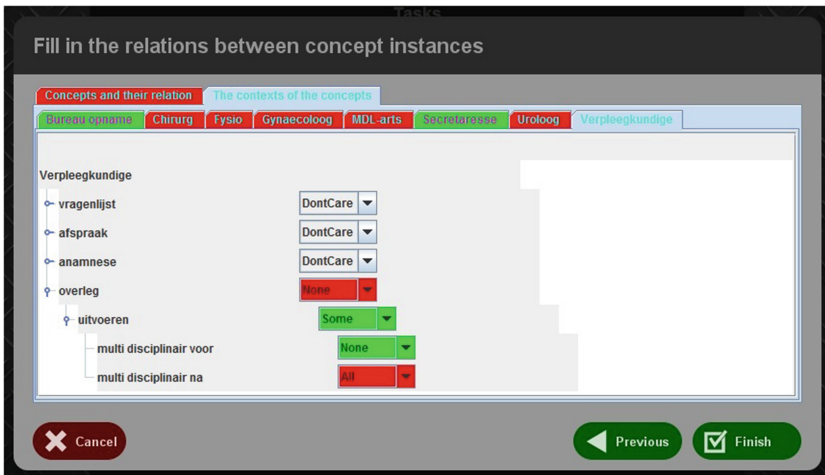 Tasks
Fill in the relations between concept instances
Concepts and their relation The contexts of the concepts
Bureau opname Chirurg Fysio Gynaecoloog MDL-arts Secretaresse Uroloog Verpleegkundige
Verpleegkundige
vragenlijst DontCare
afspraak DontCare
anamnese DontCare
overleg None
uitvoeren Some
multi disciplinair voor None
multi disciplinair na All
Cancel Previous Finish